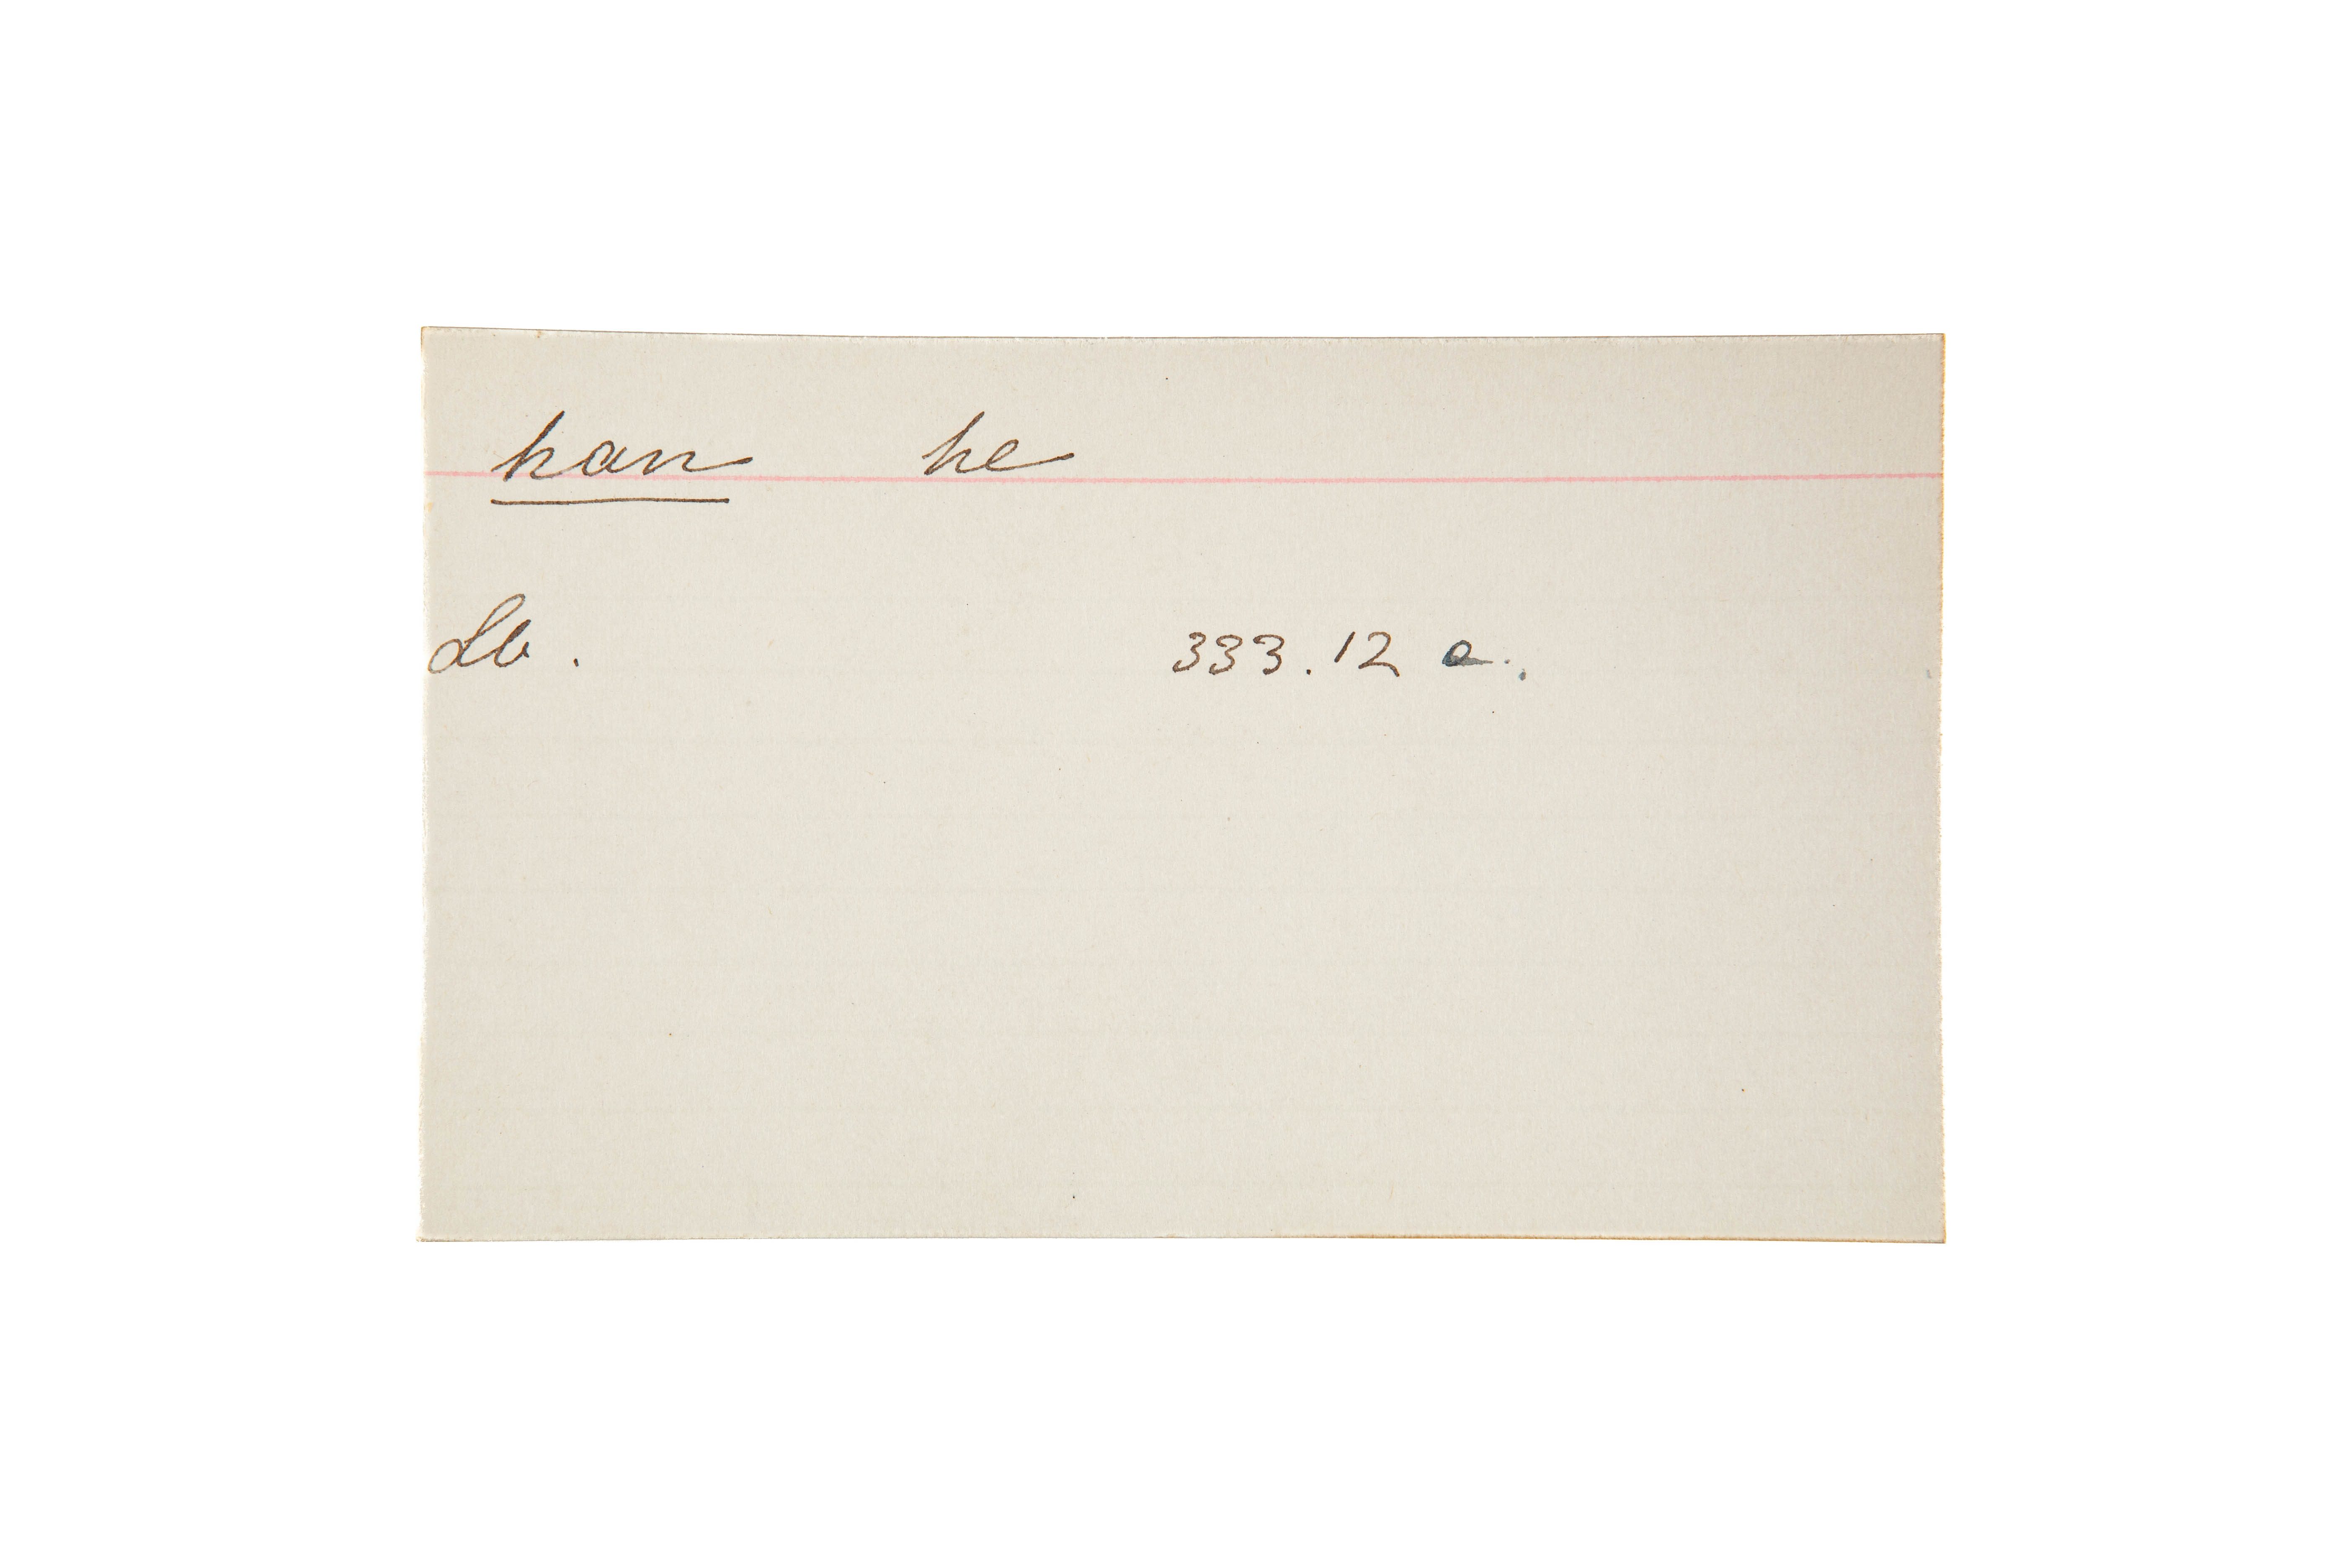 han he
Lb. 333.12 a.,